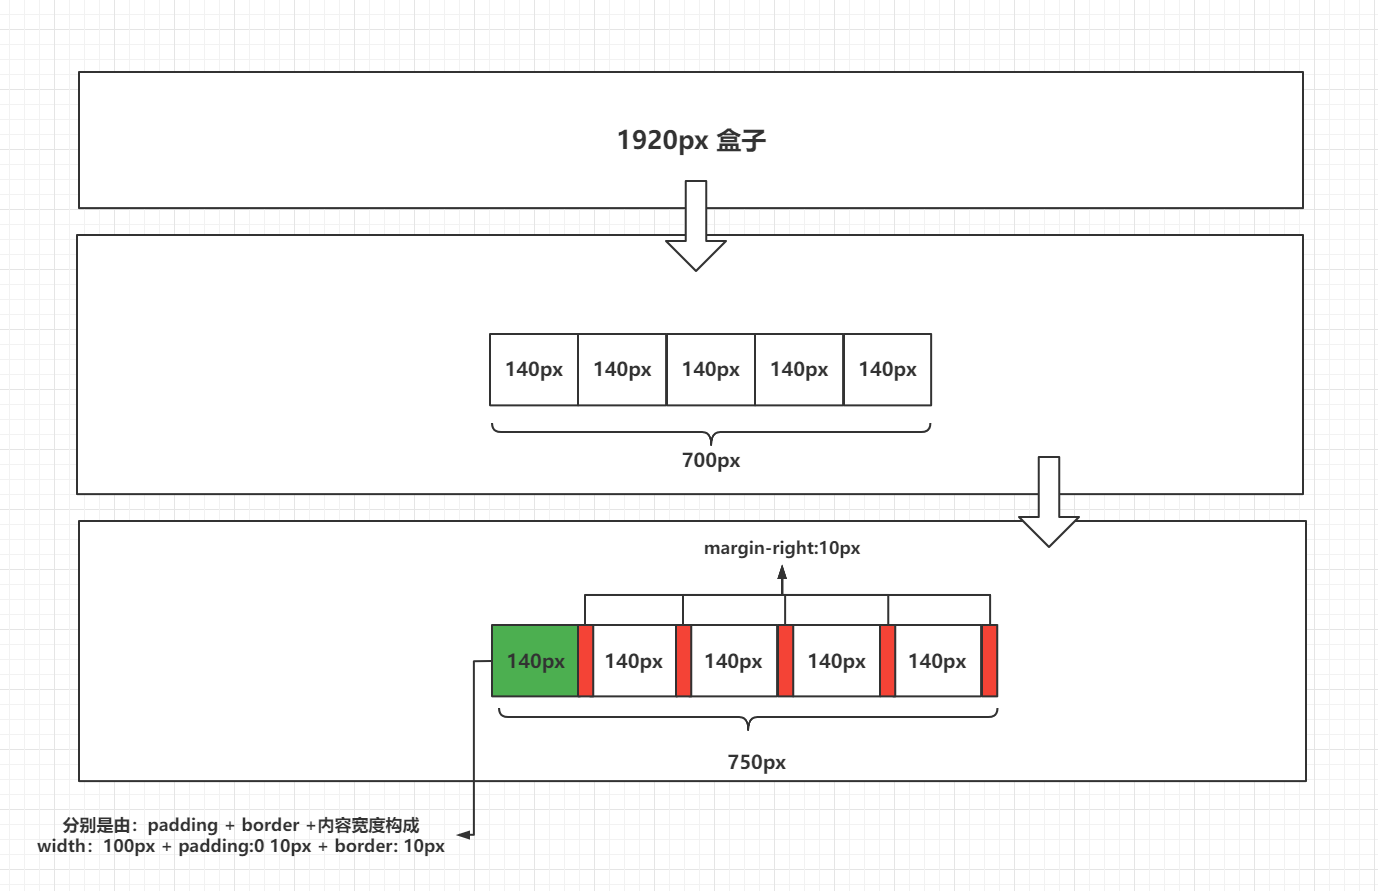 1920px 盒子
140px 140px 140px 140px 140px
700px
margin-right:10px
140px 140px 140px 140px 140px
750px
分别是由：padding + border +内容宽度构成
width：100px + padding:0 10px + border: 10px